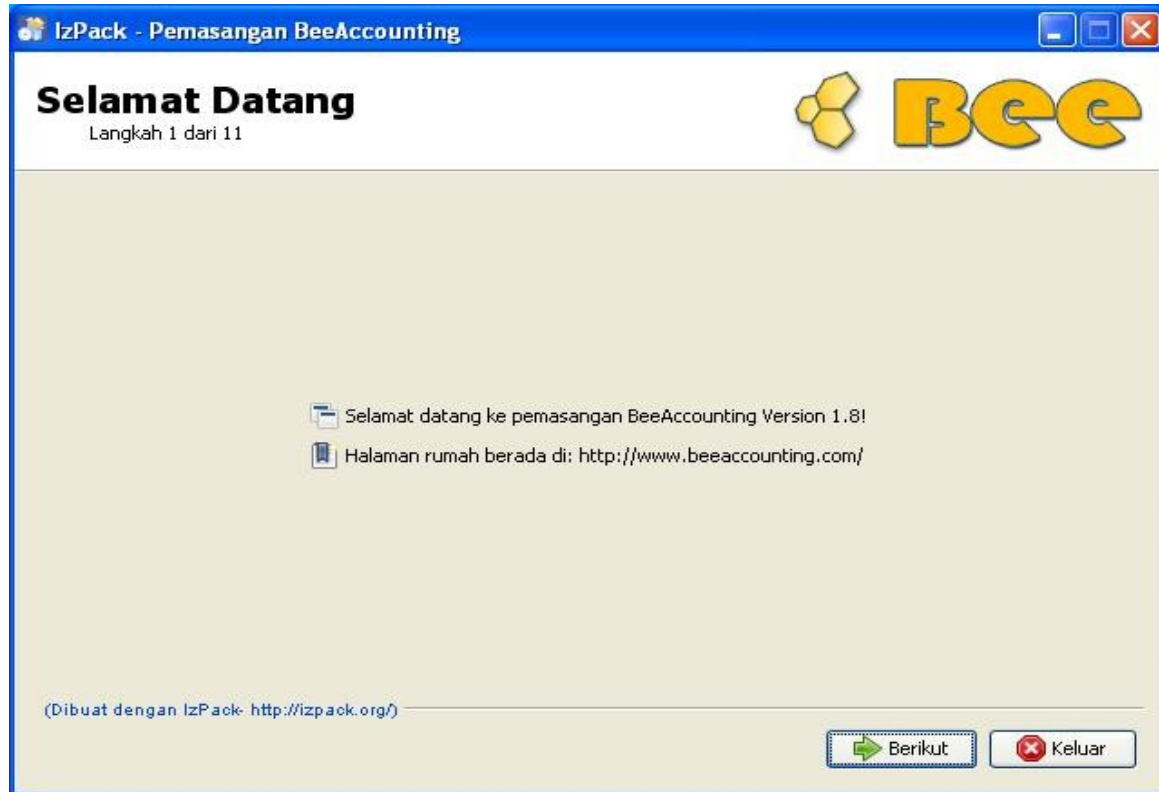 IzPack - Pemasangan BeeAccounting
Selamat Datang
Langkah 1 dari 11
Bee
Selamat datang ke pemasangan BeeAccounting Version 1.8!
Halaman rumah berada di: http://www.beeaccounting.com/
(Dibuat dengan IzPack- http://izpack.org/)
Berikut
Keluar